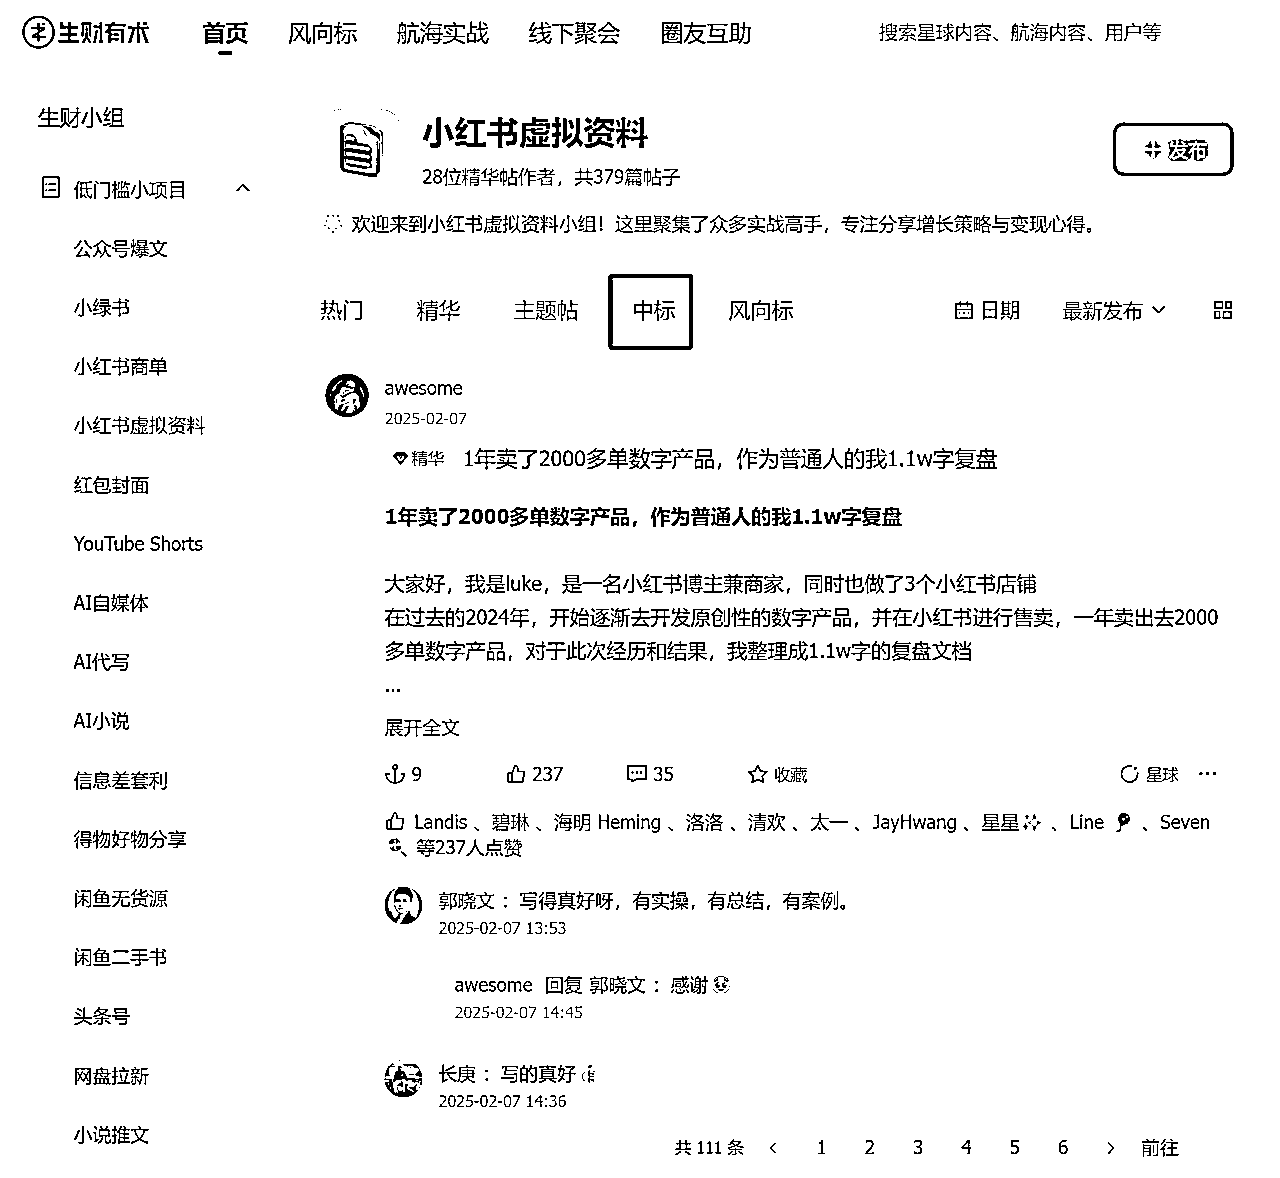 生财有术 首页 风向标 航海实战 线下聚会 圈友互助 搜索星球内容、航海内容、用户等
生财小组
低门槛小项目
公众号爆文
小绿书
小红书商单
小红书虚拟资料
红包封面
YouTube Shorts
AI自媒体
AI代写
AI小说
信息差套利
得物好物分享
闲鱼无货源
闲鱼二手书
头条号
网盘拉新
小说推文
小红书虚拟资料
28位精华帖作者，共379篇帖子
发布
欢迎来到小红书虚拟资料小组！这里聚集了众多实战高手，专注分享增长策略与变现心得。
热门 精华 主题帖 中标 风向标 日期 最新发布
awesome
2025-02-07
精华 1年卖了2000多单数字产品，作为普通人的我1.1w字复盘
1年卖了2000多单数字产品，作为普通人的我1.1w字复盘
大家好，我是luke，是一名小红书博主兼商家，同时也做了3个小红书店铺
在过去的2024年，开始逐渐去开发原创性的数字产品，并在小红书进行售卖，一年卖出去2000
多单数字产品，对于此次经历和结果，我整理成1.1w字的复盘文档
...
展开全文
9 237 35 收藏 星球 ···
Landis 、碧琳 、海明 Heming 、洛洛 、清欢 、太一 、JayHwang 、星星 、Line 、Seven
等237人点赞
郭晓文 ： 写得真好呀，有实操，有总结，有案例。
2025-02-07 13:53
awesome 回复 郭晓文 ： 感谢
2025-02-07 14:45
长庚 ： 写的真好
2025-02-07 14:36
共 111 条 < 1 2 3 4 5 6 > 前往